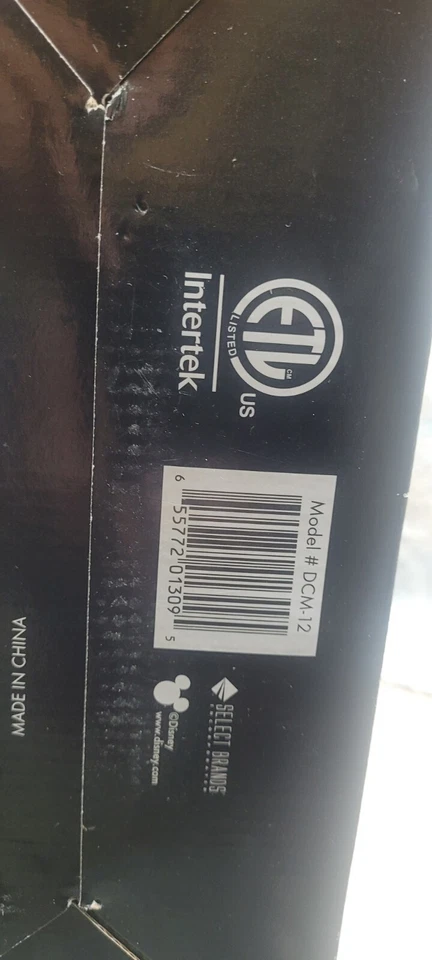 ETL
CM
LISTED
US
Intertek
Model # DCM-12
6 55772 01309 5
SELECT BRANDS
©Disney
www.disney.com
MADE IN CHINA